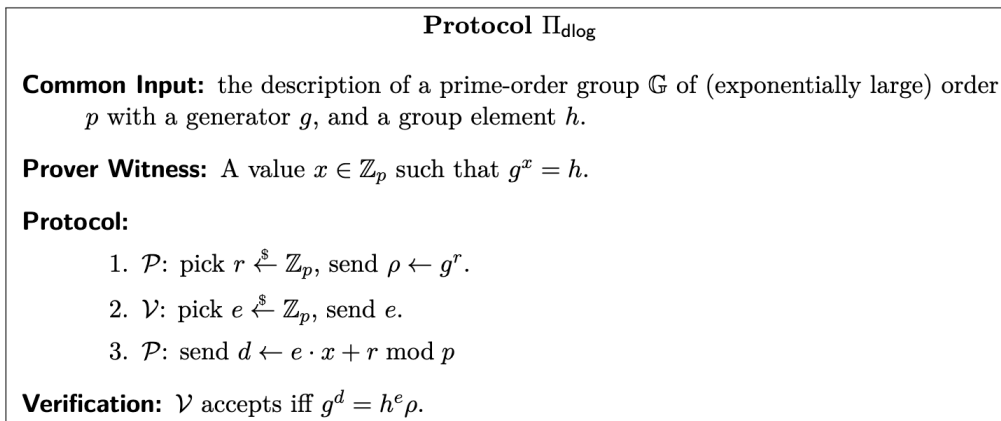 Protocol Π_dlog
Common Input: the description of a prime-order group 𝔾 of (exponentially large) order
p with a generator g, and a group element h.
Prover Witness: A value x ∈ ℤ_p such that g^x = h.
Protocol:
1. 𝒫: pick r ←$ ℤ_p, send ρ ← g^r.
2. 𝒱: pick e ←$ ℤ_p, send e.
3. 𝒫: send d ← e · x + r mod p
Verification: 𝒱 accepts iff g^d = h^e ρ.